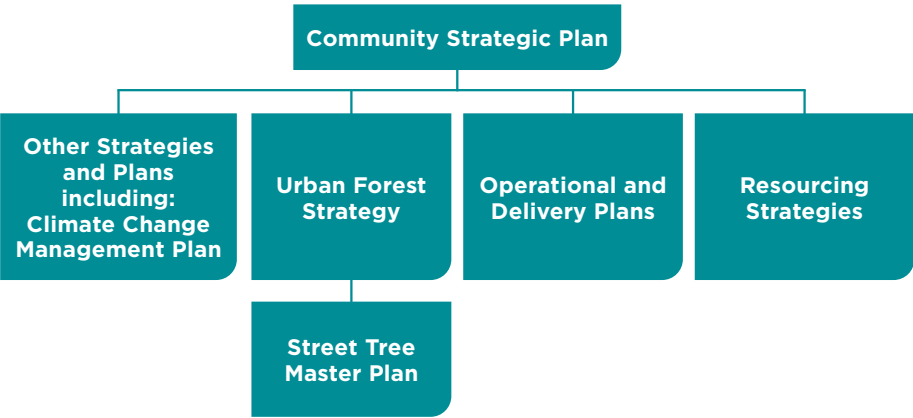 Community Strategic Plan
Other Strategies
and Plans
including:
Climate Change
Management Plan
Urban Forest
Strategy
Operational and
Delivery Plans
Resourcing
Strategies
Street Tree
Master Plan